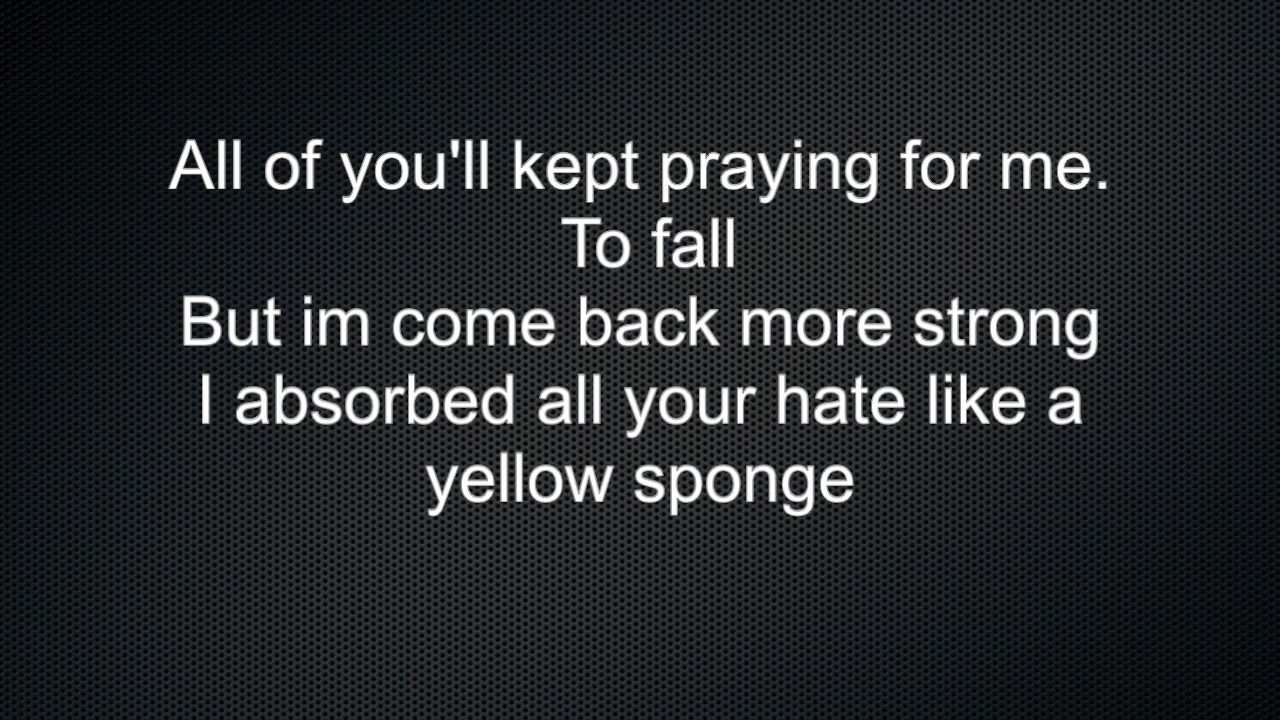 All of you'll kept praying for me.
To fall
But im come back more strong
I absorbed all your hate like a
yellow sponge